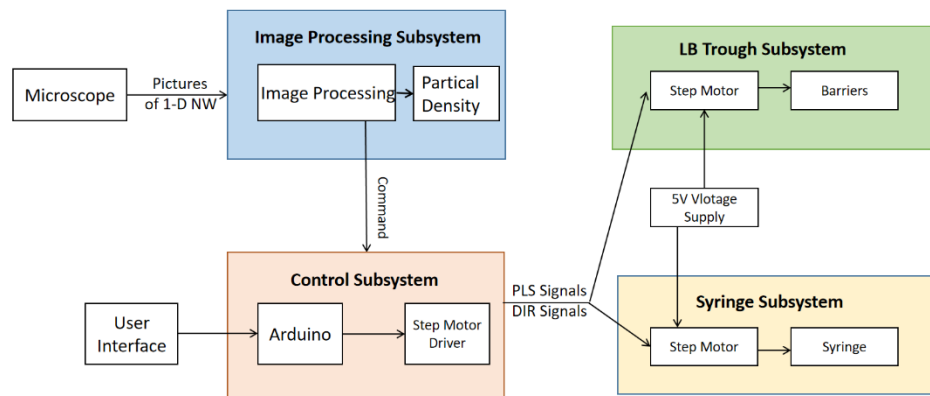 Image Processing Subsystem
Microscope
Pictures
of 1-D NW
Image Processing
Partical
Density
Command
Control Subsystem
User
Interface
Arduino
Step Motor
Driver
PLS Signals
DIR Signals
LB Trough Subsystem
Step Motor
Barriers
5V Vlotage
Supply
Syringe Subsystem
Step Motor
Syringe